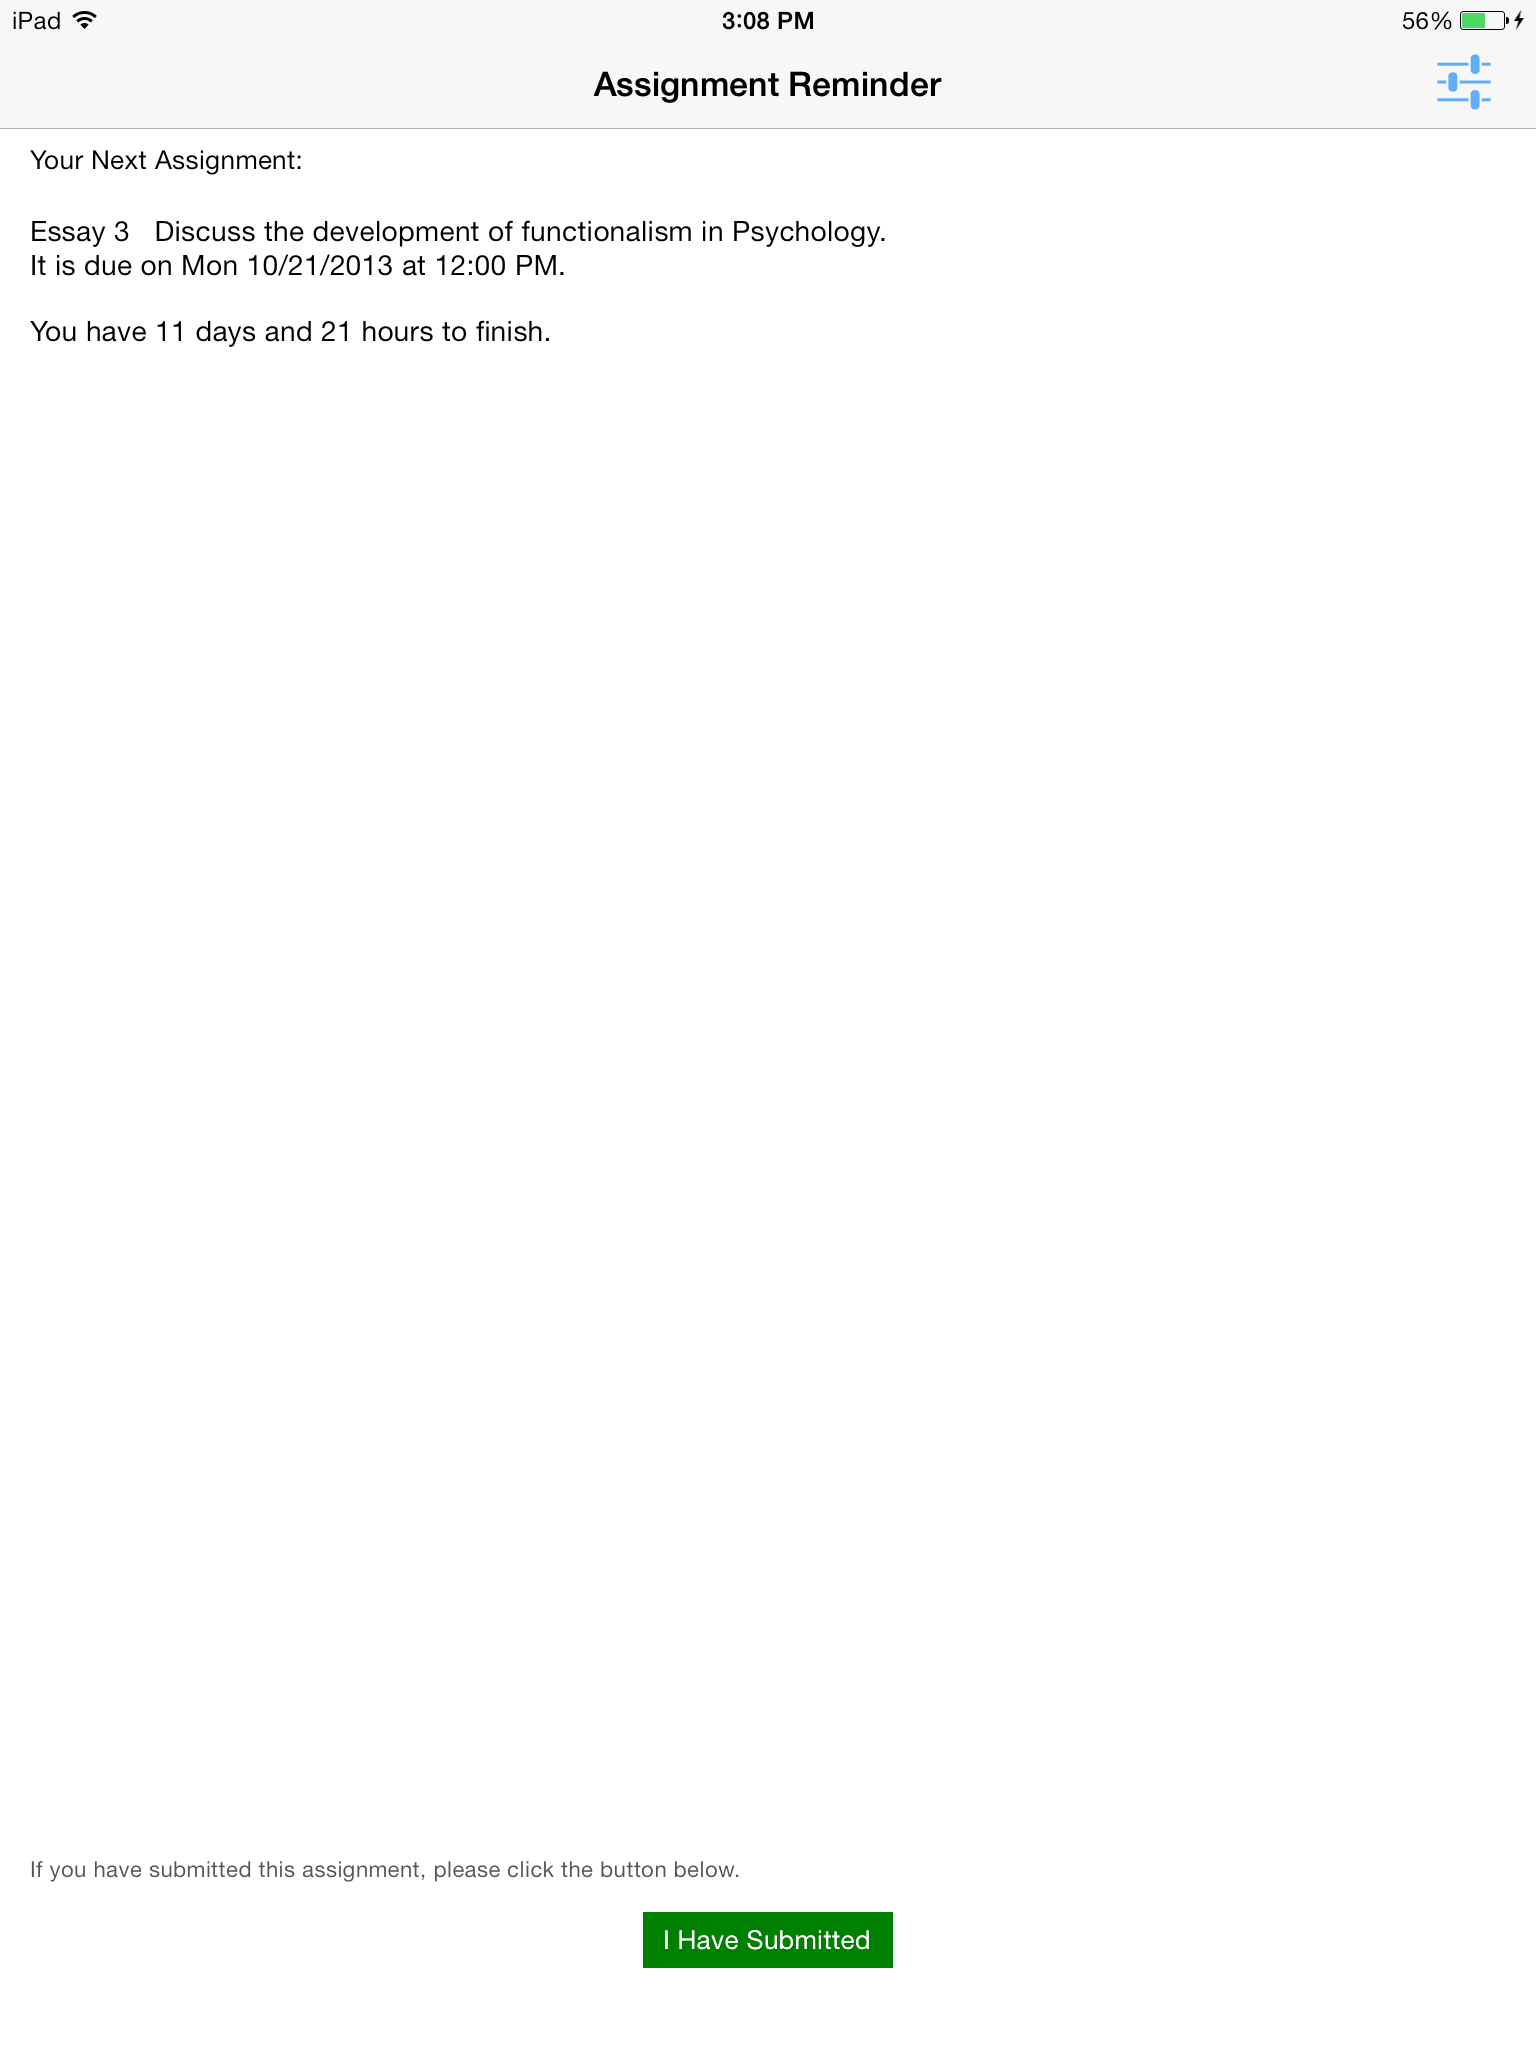 iPad 3:08 PM 56%
Assignment Reminder
Your Next Assignment:
Essay 3   Discuss the development of functionalism in Psychology.
It is due on Mon 10/21/2013 at 12:00 PM.
You have 11 days and 21 hours to finish.
If you have submitted this assignment, please click the button below.
I Have Submitted